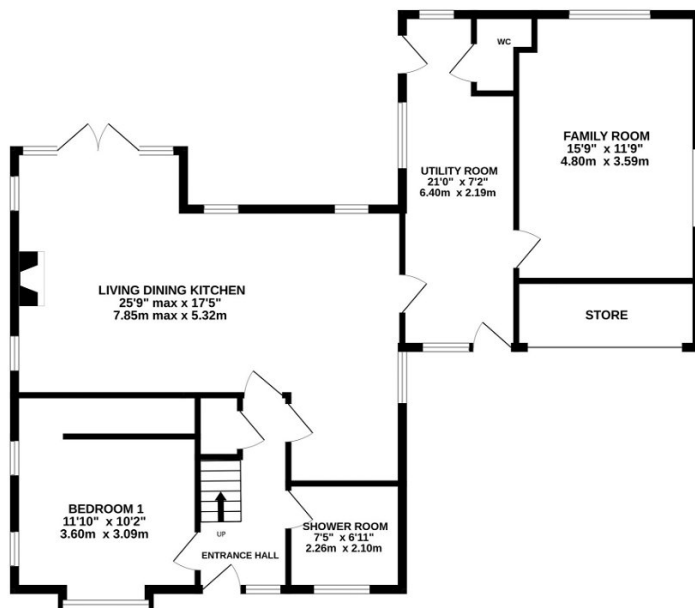 WC
FAMILY ROOM
15'9" x 11'9"
4.80m x 3.59m
UTILITY ROOM
21'0" x 7'2"
6.40m x 2.19m
LIVING DINING KITCHEN
25'9" max x 17'5"
7.85m max x 5.32m
STORE
BEDROOM 1
11'10" x 10'2"
3.60m x 3.09m
UP
ENTRANCE HALL
SHOWER ROOM
7'5" x 6'11"
2.26m x 2.10m